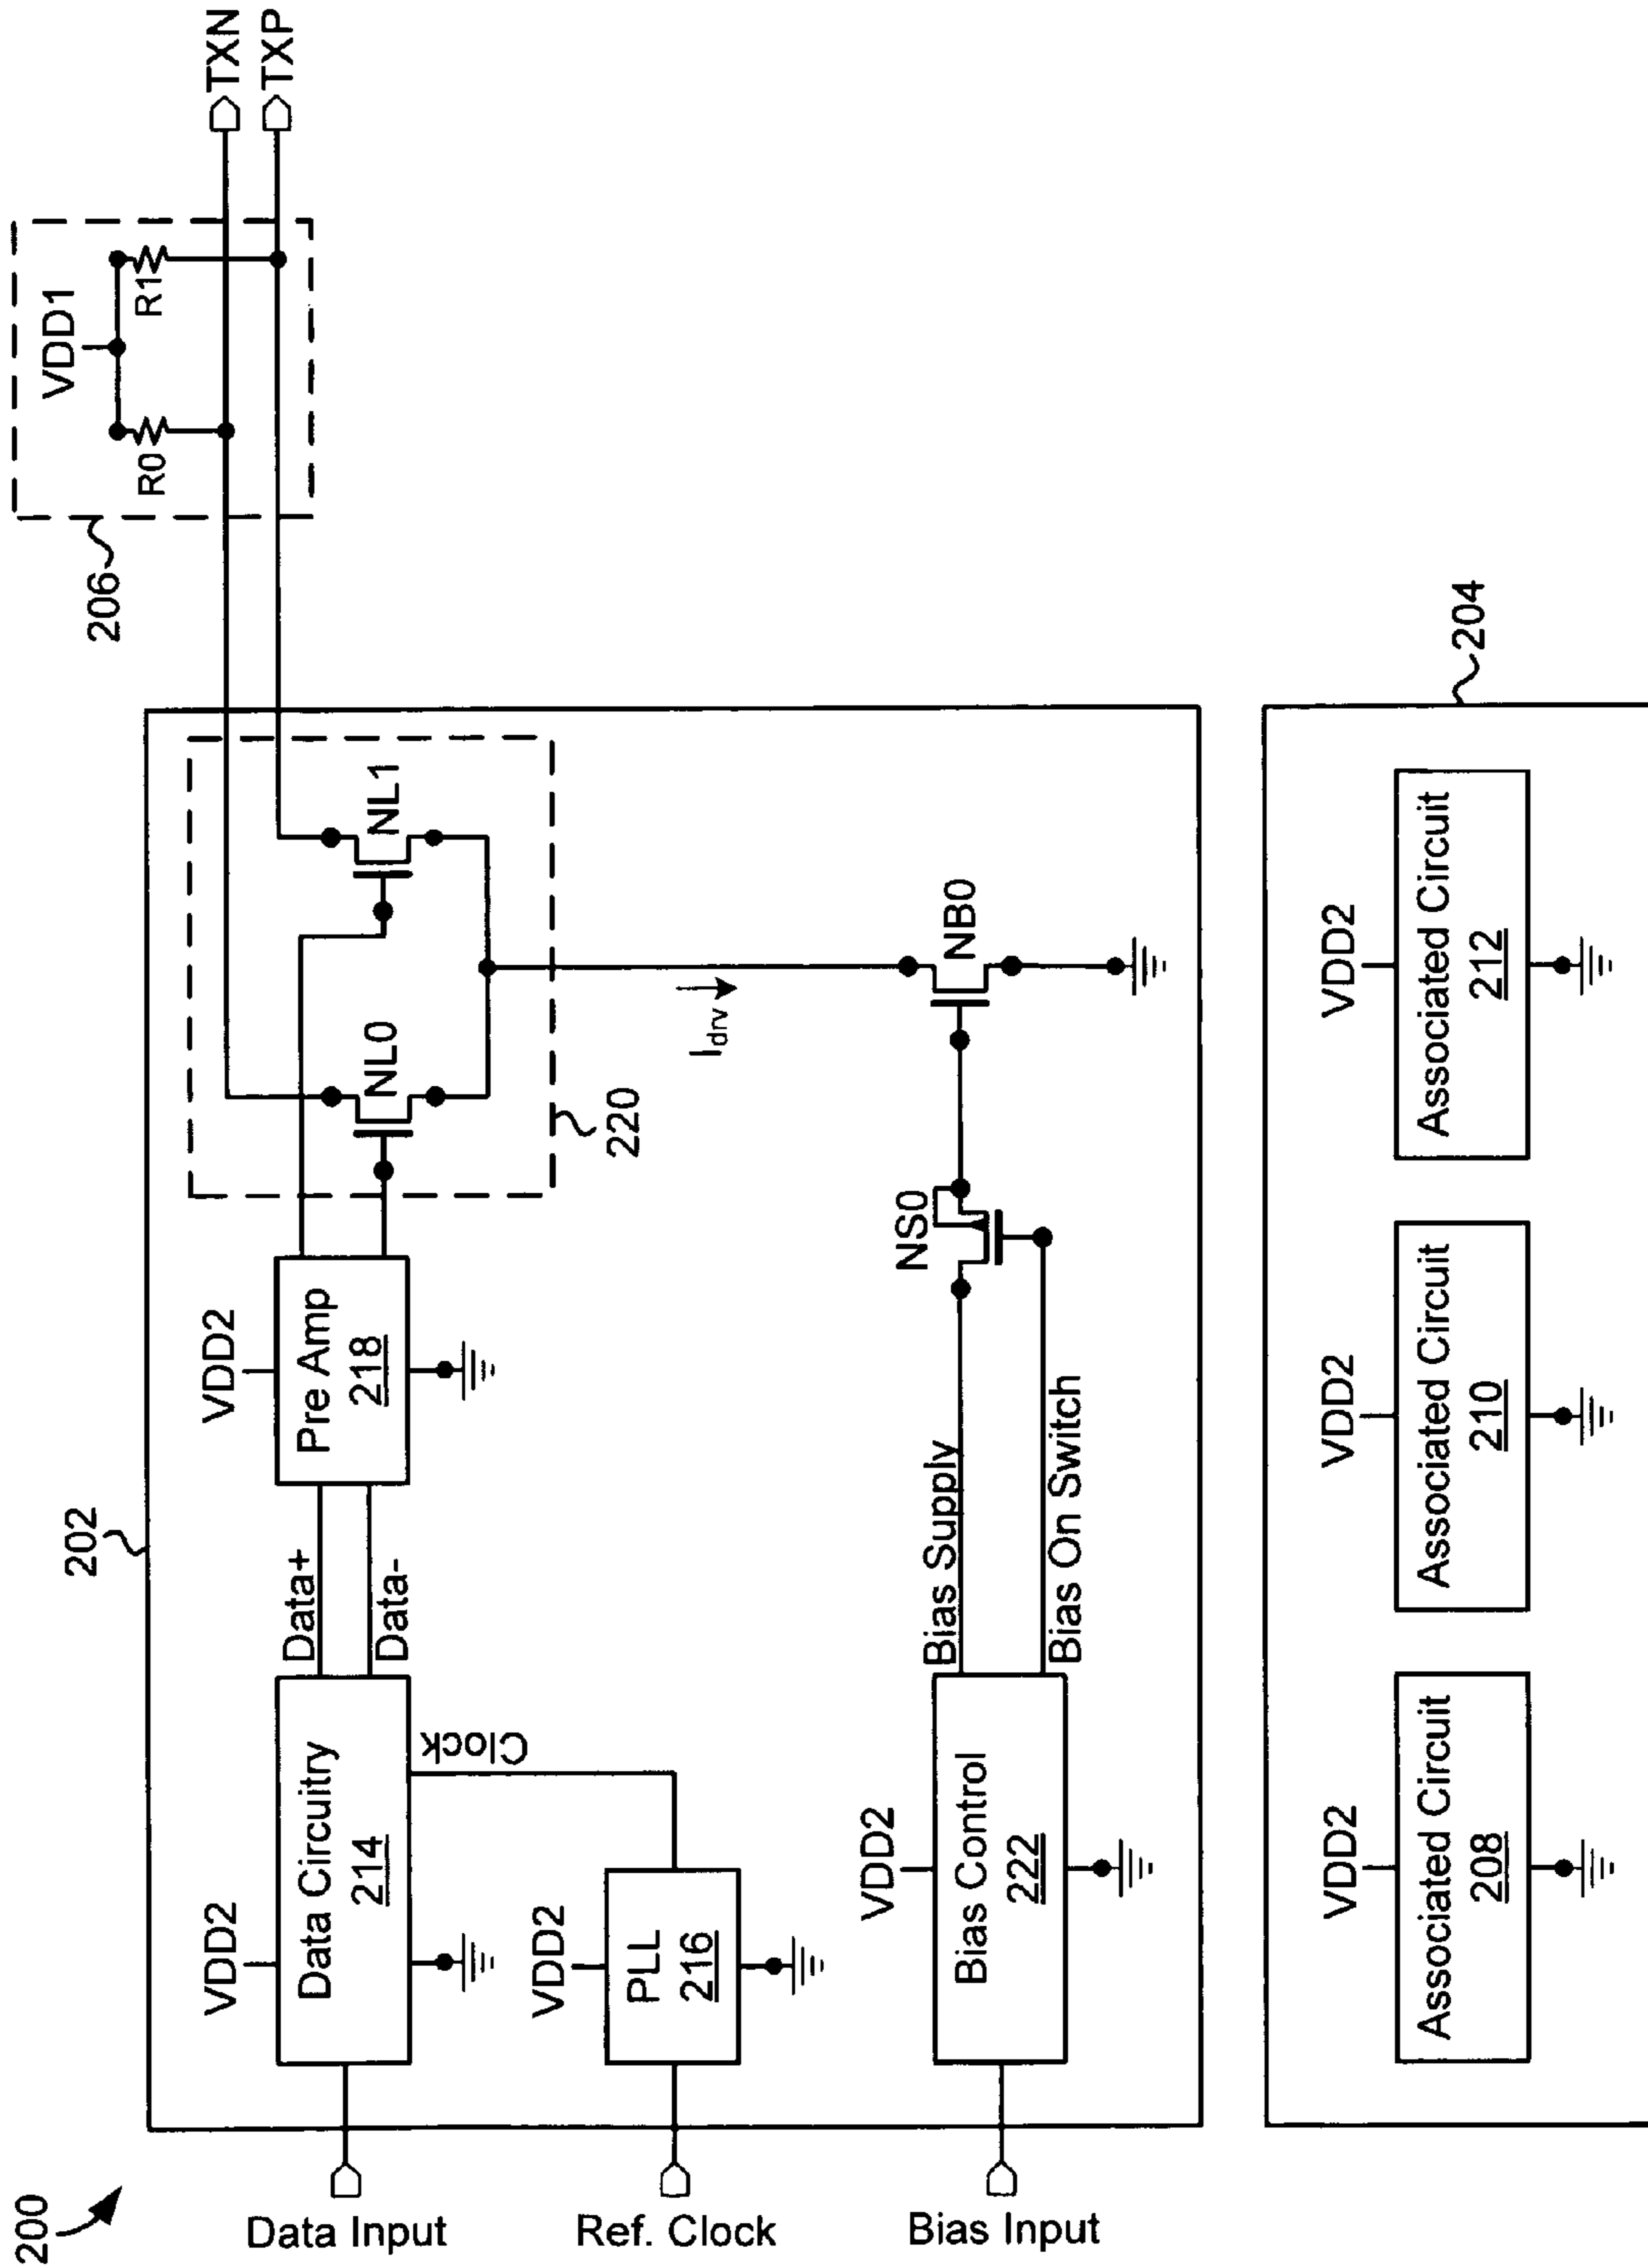 200
202
VDD2
Data Circuitry
214
Data+
Data-
VDD2
Pre Amp
218
NL0
NL1
220
206
VDD1
R0
R1
TXN
TXP
Data Input
Clock
VDD2
PLL
216
Ref. Clock
I drv
VDD2
Bias Control
222
Bias Input
Bias Supply
Bias On Switch
NS0
NB0
204
VDD2
Associated Circuit
208
VDD2
Associated Circuit
210
VDD2
Associated Circuit
212